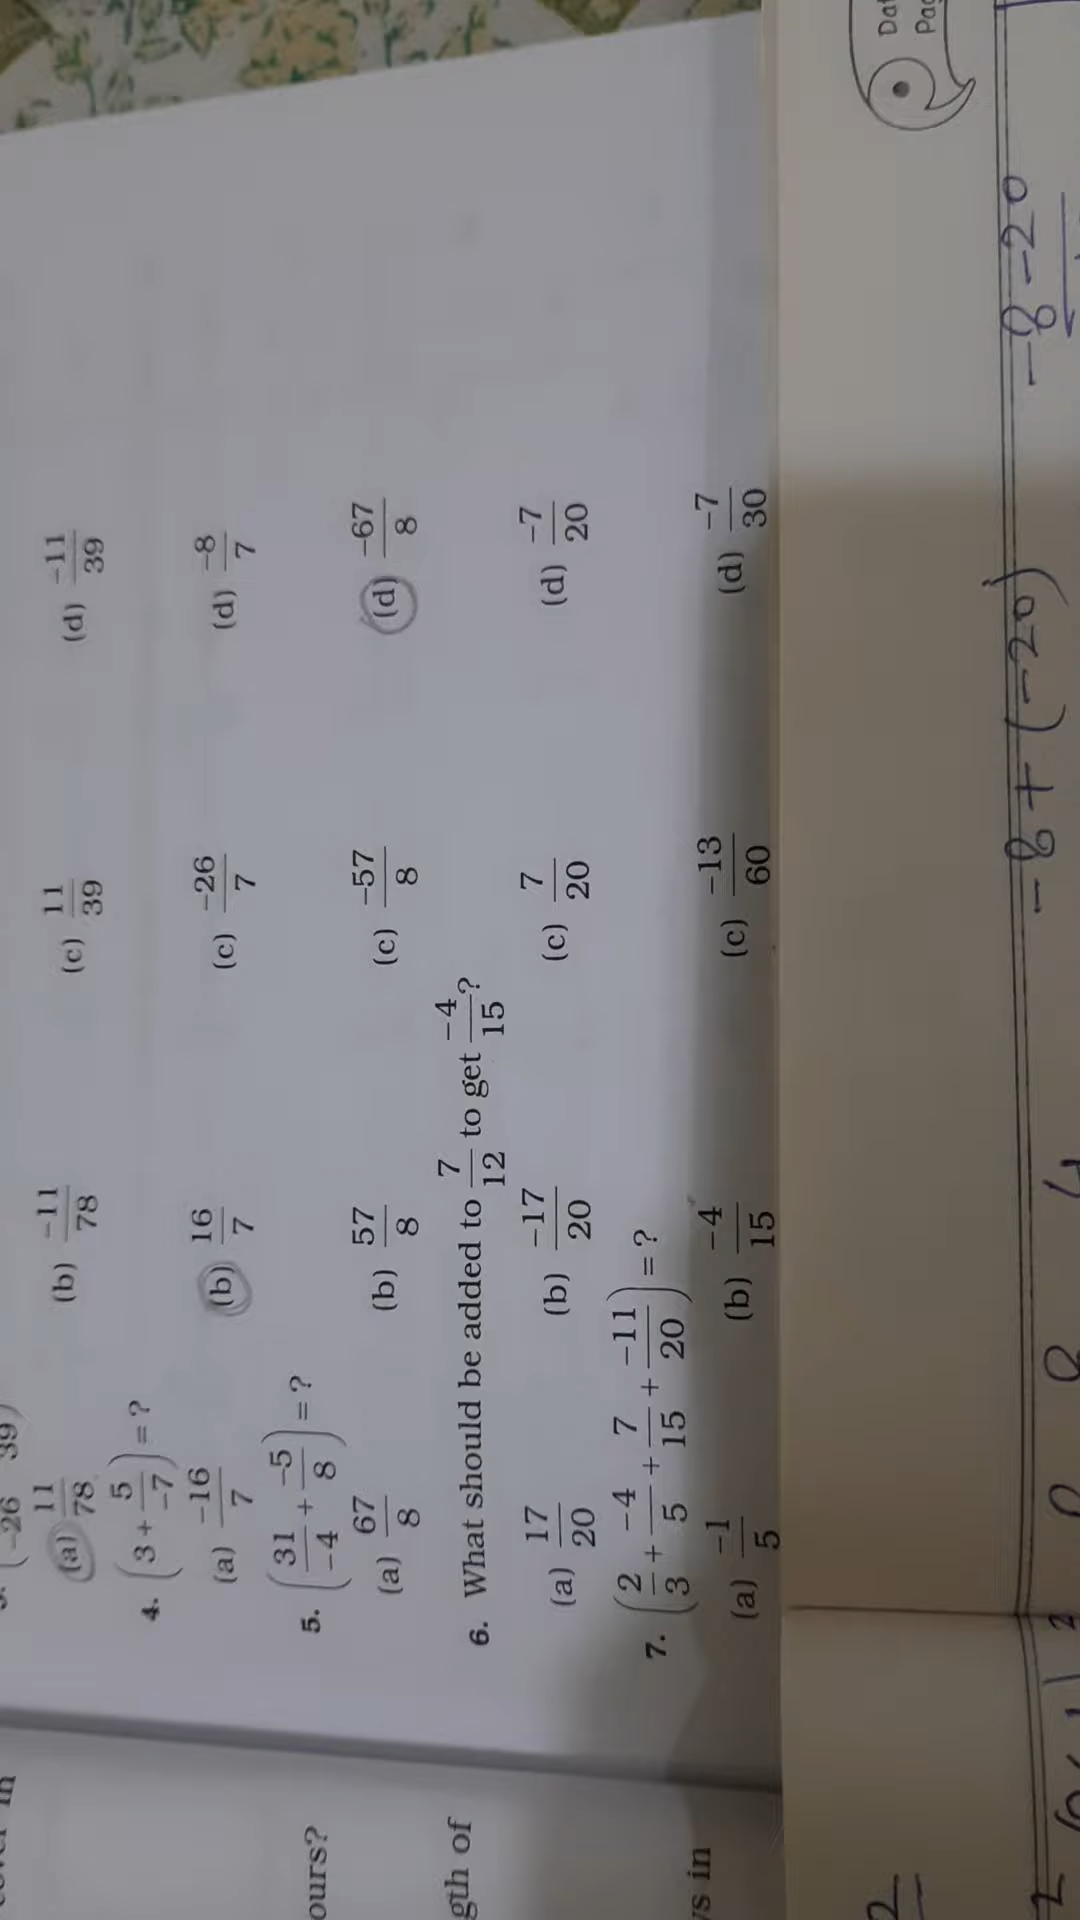 -26 39)
(a) 11/78 (b) -11/78 (c) 11/39 (d) -11/39
4. (3 + 5/-7) = ?
(a) -16/7 (b) 16/7 (c) -26/7 (d) -8/7
5. (31/-4 + -5/8) = ?
(a) 67/8 (b) 57/8 (c) -57/8 (d) -67/8
6. What should be added to 7/12 to get -4/15?
(a) 17/20 (b) -17/20 (c) 7/20 (d) -7/20
7. (2/3 + -4/5 + 7/15 + -11/20) = ?
(a) -1/5 (b) -4/15 (c) -13/60 (d) -7/30
ours?
gth of
s in
-8 + (-20) -8 -20